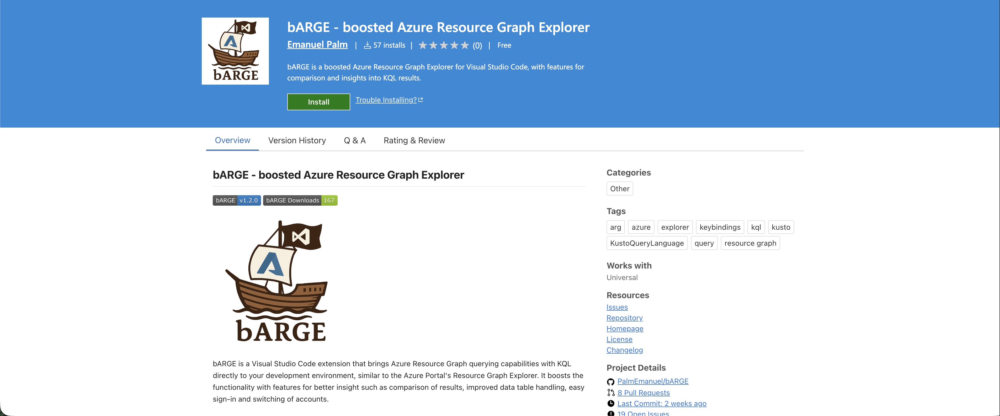 bARGE
bARGE - boosted Azure Resource Graph Explorer
Emanuel Palm | 57 installs | (0) | Free
bARGE is a boosted Azure Resource Graph Explorer for Visual Studio Code, with features for
comparison and insights into KQL results.
Install
Trouble Installing?
Overview
Version History
Q & A
Rating & Review
bARGE - boosted Azure Resource Graph Explorer
bARGE v1.2.0
bARGE Downloads 167
bARGE
bARGE is a Visual Studio Code extension that brings Azure Resource Graph querying capabilities with KQL
directly to your development environment, similar to the Azure Portal's Resource Graph Explorer. It boosts the
functionality with features for better insight such as comparison of results, improved data table handling, easy
sign-in and switching of accounts.
Categories
Other
Tags
arg azure explorer keybindings kql kusto
KustoQueryLanguage query resource graph
Works with
Universal
Resources
Issues
Repository
Homepage
License
Changelog
Project Details
PalmEmanuel/bARGE
8 Pull Requests
Last Commit: 2 weeks ago
19 Open Issues